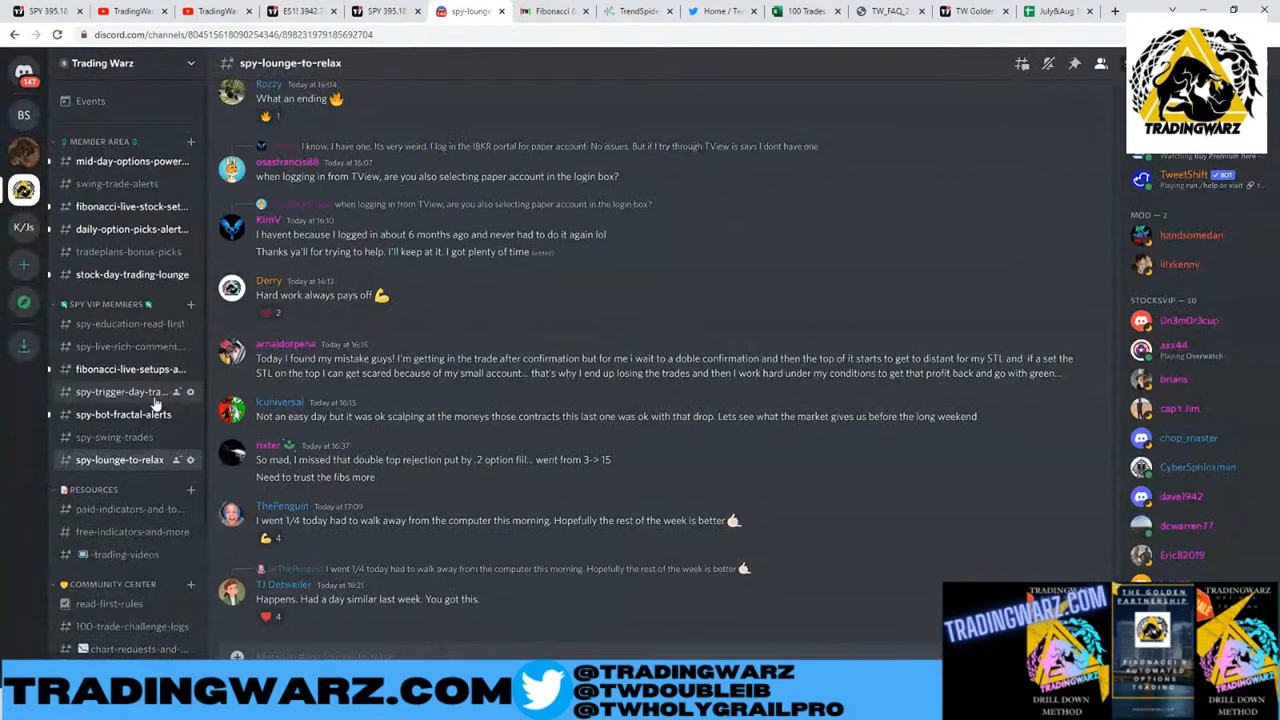 SPY 395.18
ES1! 3942.
SPY 395.18
spy-lounge
Fibonacci &
TrendSpide
Home / Tw
100 Trades
TW_FAQ_2
TW Golden
July&Aug S
discord.com/channels/804515618090254346/898231979185692704
147
BS
K/Js
Trading Warz
Events
MEMBER AREA
mid-day-options-power...
swing-trade-alerts
fibonacci-live-stock-set...
daily-option-picks-alert...
tradeplans-bonus-picks
stock-day-trading-lounge
SPY VIP MEMBERS
spy-education-read-first
spy-live-rich-comment...
fibonacci-live-setups-a...
spy-trigger-day-tra...
spy-bot-fractal-alerts
spy-swing-trades
spy-lounge-to-relax
RESOURCES
paid-indicators-and-to...
free-indicators-and-more
-trading-videos
COMMUNITY CENTER
read-first-rules
100-trade-challenge-logs
chart-requests-and-...
spy-lounge-to-relax
Rozzy Today at 16:04
What an ending 🔥
🔥 1
I know, I have one. Its very weird. I log in the IBKR portal for paper account. No issues. But if I try through TView is says I dont have one
osasfrancis88 Today at 16:07
when logging in from TView, are you also selecting paper account in the login box?
when logging in from TView, are you also selecting paper account in the login box?
KimV Today at 16:10
I havent because I logged in about 6 months ago and never had to do it again lol
Thanks ya'll for trying to help. I'll keep at it. I got plenty of time (edited)
Derry Today at 16:13
Hard work always pays off 💪
2
arnaldotpena Today at 16:15
Today I found my mistake guys! I'm getting in the trade after confirmation but for me i wait to a doble confirmation and then the top of it starts to get to distant for my STL and if a set the
STL on the top I can get scared because of my small account... that's why I end up losing the trades and then I work hard under my conditions to get that profit back and go with green...
lcuniversal Today at 16:15
Not an easy day but it was ok scalping at the moneys those contracts this last one was ok with that drop. Lets see what the market gives us before the long weekend
rixter Today at 16:37
So mad, I missed that double top rejection put by .2 option fill... went from 3-> 15
Need to trust the fibs more
ThePenguin Today at 17:09
I went 1/4 today had to walk away from the computer this morning. Hopefully the rest of the week is better 🤙🏻
💪 4
ThePenguin I went 1/4 today had to walk away from the computer this morning. Hopefully the rest of the week is better 🤙🏻
TJ Detweiler Today at 18:21
Happens. Had a day similar last week. You got this.
❤️ 4
TRADINGWARZ
Watching Buy Premium here -
TweetShift ✓ BOT
Playing run /help or visit
MOD — 2
handsomedan
lilxkenny
STOCKSVIP — 30
0n3m0r3cup
axx44
Playing Overwatch
brians
cap't Jim
chop_master
CyberSphinxman
dave1942
dcwarren77
EricB2019
TRADINGWARZ.COM
DRILL DOWN
METHOD
THE GOLDEN
PARTNERSHIP
FIBONACCI &
AUTOMATED
OPTIONS
TRADING
TRADINGWARZ
OPTIONS
DRILL DOWN
METHOD
TRADINGWARZ.COM
@TRADINGWARZ
@TWDOUBLEIB
@TWHOLYGRAILPRO